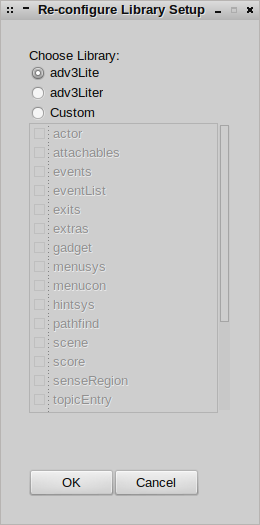 Re-configure Library Setup
Choose Library:
adv3Lite
adv3Liter
Custom
actor
attachables
events
eventList
exits
extras
gadget
menusys
menucon
hintsys
pathfind
scene
score
senseRegion
topicEntry
OK Cancel